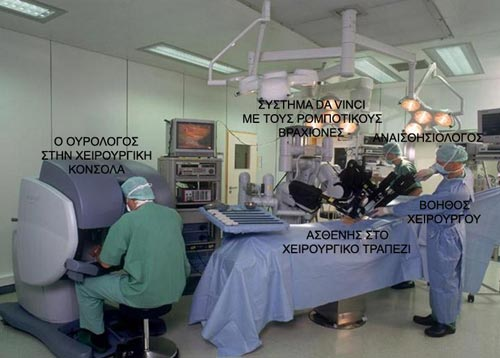 ΣΥΣΤΗΜΑ DA VINCI
ΜΕ ΤΟΥΣ ΡΟΜΠΟΤΙΚΟΥΣ
ΒΡΑΧΙΟΝΕΣ
ΑΝΑΙΣΘΗΣΙΟΛΟΓΟΣ
Ο ΟΥΡΟΛΟΓΟΣ
ΣΤΗΝ ΧΕΙΡΟΥΡΓΙΚΗ
ΚΟΝΣΟΛΑ
ΒΟΗΘΟΣ
ΧΕΙΡΟΥΡΓΟΥ
ΑΣΘΕΝΗΣ ΣΤΟ
ΧΕΙΡΟΥΡΓΙΚΟ ΤΡΑΠΕΖΙ